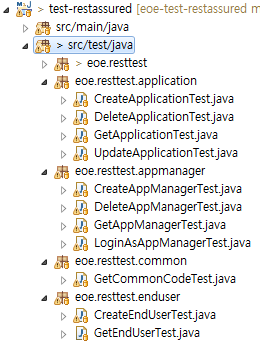 > test-restassured [eoe-test-restassured m
src/main/java
> src/test/java
> eoe.resttest
eoe.resttest.application
CreateApplicationTest.java
DeleteApplicationTest.java
GetApplicationTest.java
UpdateApplicationTest.java
eoe.resttest.appmanager
CreateAppManagerTest.java
DeleteAppManagerTest.java
GetAppManagerTest.java
LoginAsAppManagerTest.java
eoe.resttest.common
GetCommonCodeTest.java
eoe.resttest.enduser
CreateEndUserTest.java
GetEndUserTest.java